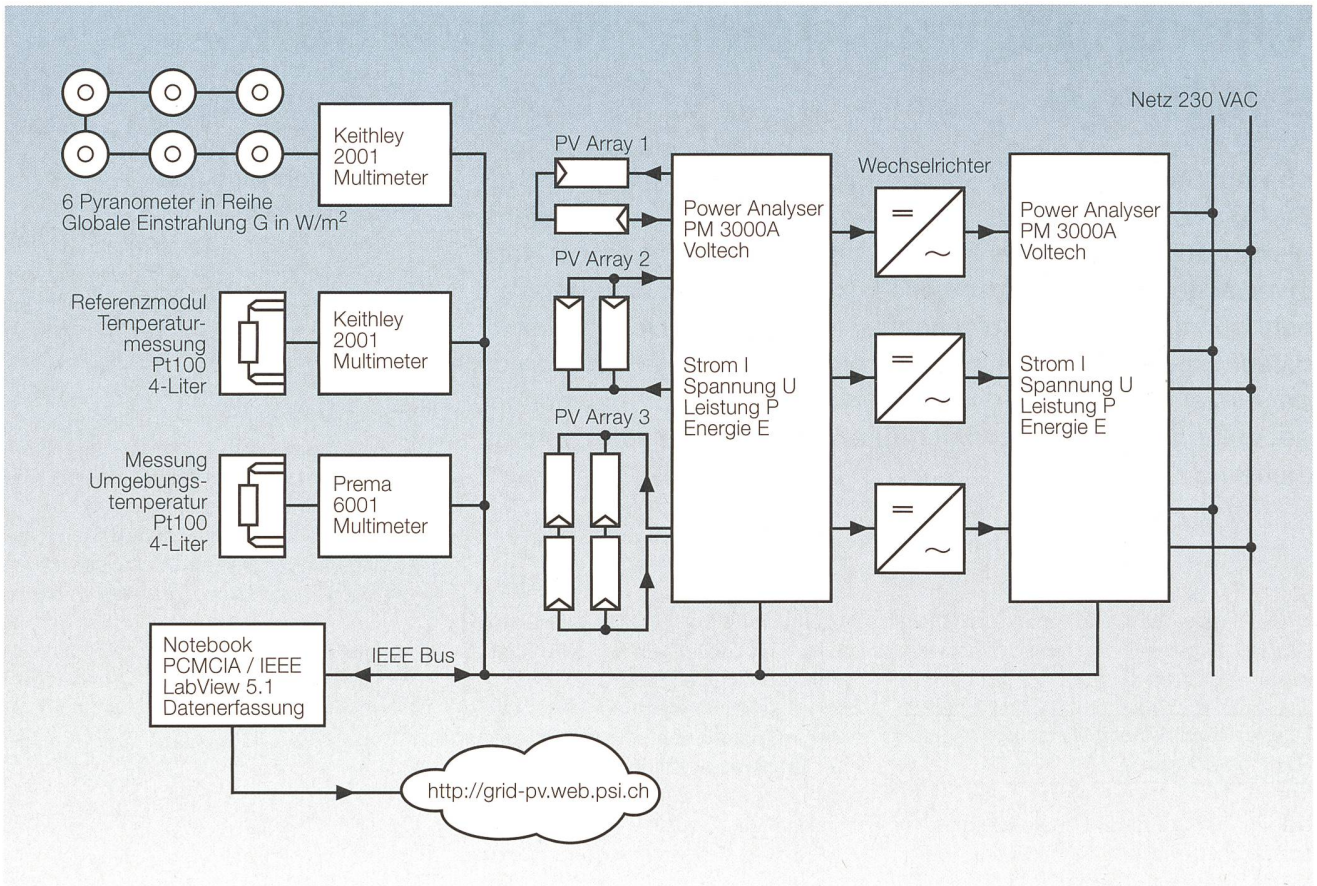 6 Pyranometer in Reihe
Globale Einstrahlung G in W/m²
Keithley
2001
Multimeter
Referenzmodul
Temperatur-
messung
Pt100
4-Liter
Keithley
2001
Multimeter
Messung
Umgebungs-
temperatur
Pt100
4-Liter
Prema
6001
Multimeter
Notebook
PCMCIA / IEEE
LabView 5.1
Datenerfassung
IEEE Bus
http://grid-pv.web.psi.ch
PV Array 1
PV Array 2
PV Array 3
Power Analyser
PM 3000A
Voltech
Strom I
Spannung U
Leistung P
Energie E
Wechselrichter
=
~
=
~
=
~
Power Analyser
PM 3000A
Voltech
Strom I
Spannung U
Leistung P
Energie E
Netz 230 VAC